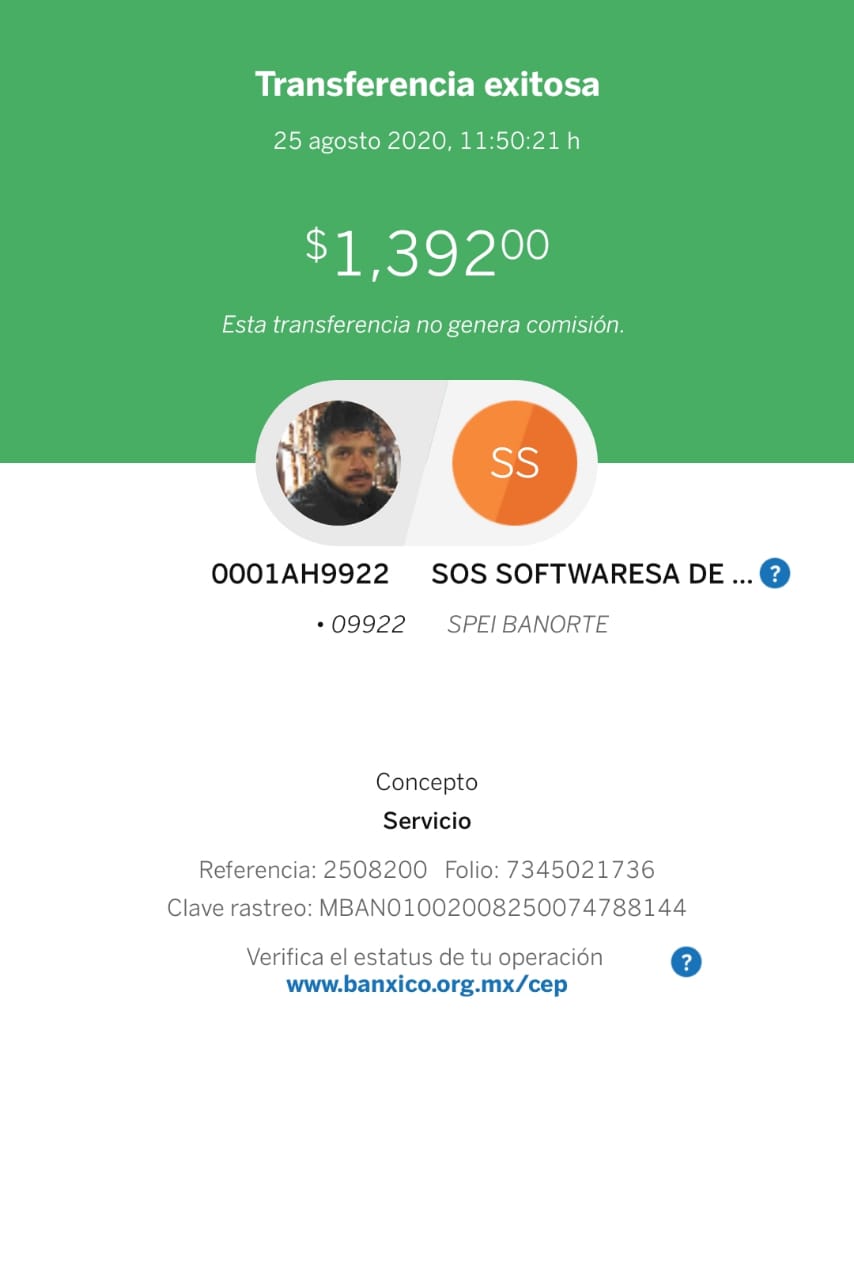 Transferencia exitosa
25 agosto 2020, 11:50:21 h
$1,39200
Esta transferencia no genera comisión.
SS
0001AH9922 SOS SOFTWARESA DE ... ?
• 09922 SPEI BANORTE
Concepto
Servicio
Referencia: 2508200 Folio: 7345021736
Clave rastreo: MBAN01002008250074788144
Verifica el estatus de tu operación ?
www.banxico.org.mx/cep